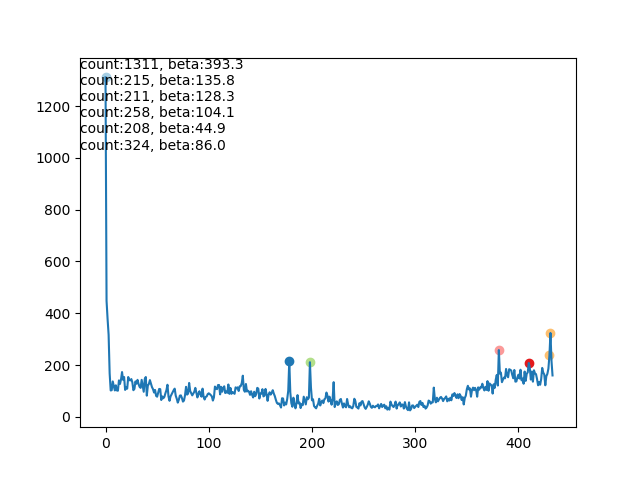 count:1311, beta:393.3
count:215, beta:135.8
count:211, beta:128.3
count:258, beta:104.1
count:208, beta:44.9
count:324, beta:86.0
1200
1000
800
600
400
200
0
0 100 200 300 400